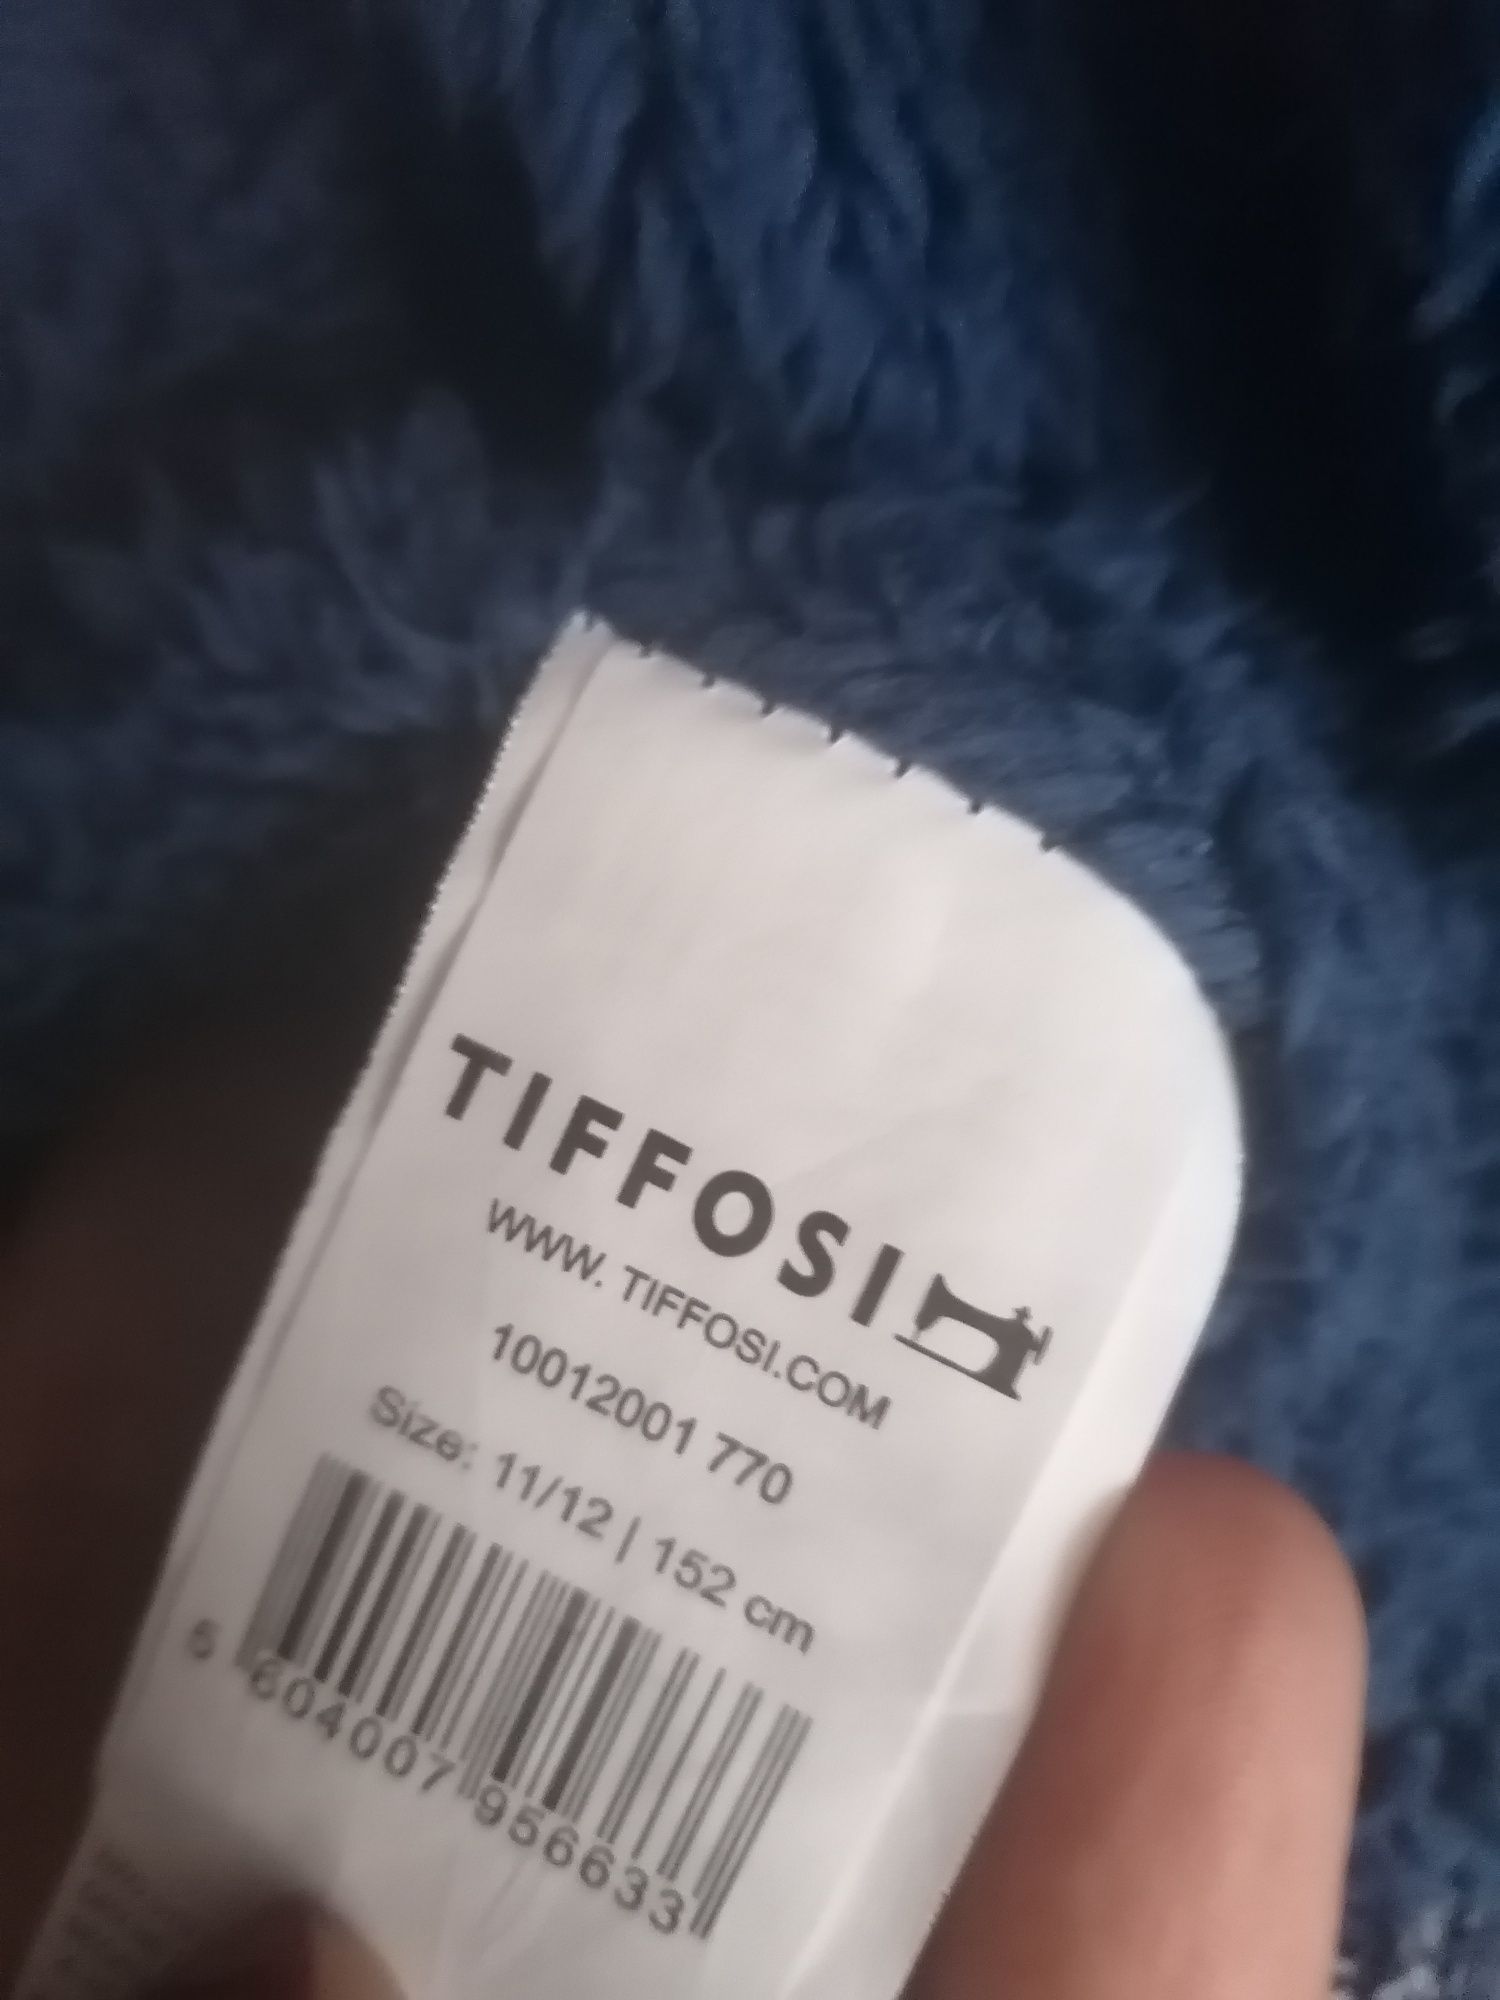 TIFFOSI
WWW. TIFFOSI.COM
10012001 770
Size: 11/12 | 152 cm
5 604007 956633